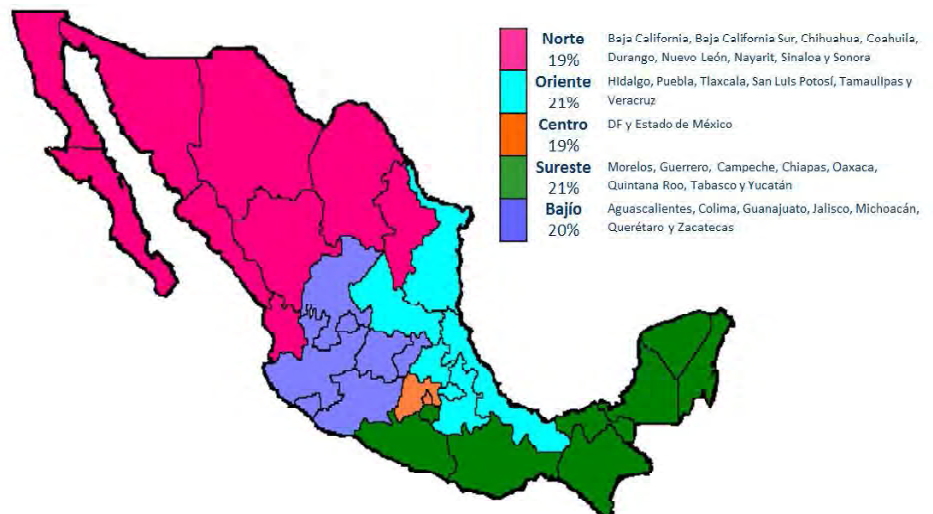 Norte
19%
Baja California, Baja California Sur, Chihuahua, Coahuila,
Durango, Nuevo León, Nayarit, Sinaloa y Sonora
Oriente
21%
Hidalgo, Puebla, Tlaxcala, San Luis Potosí, Tamaulipas y
Veracruz
Centro
19%
DF y Estado de México
Sureste
21%
Morelos, Guerrero, Campeche, Chiapas, Oaxaca,
Quintana Roo, Tabasco y Yucatán
Bajío
20%
Aguascalientes, Colima, Guanajuato, Jalisco, Michoacán,
Querétaro y Zacatecas